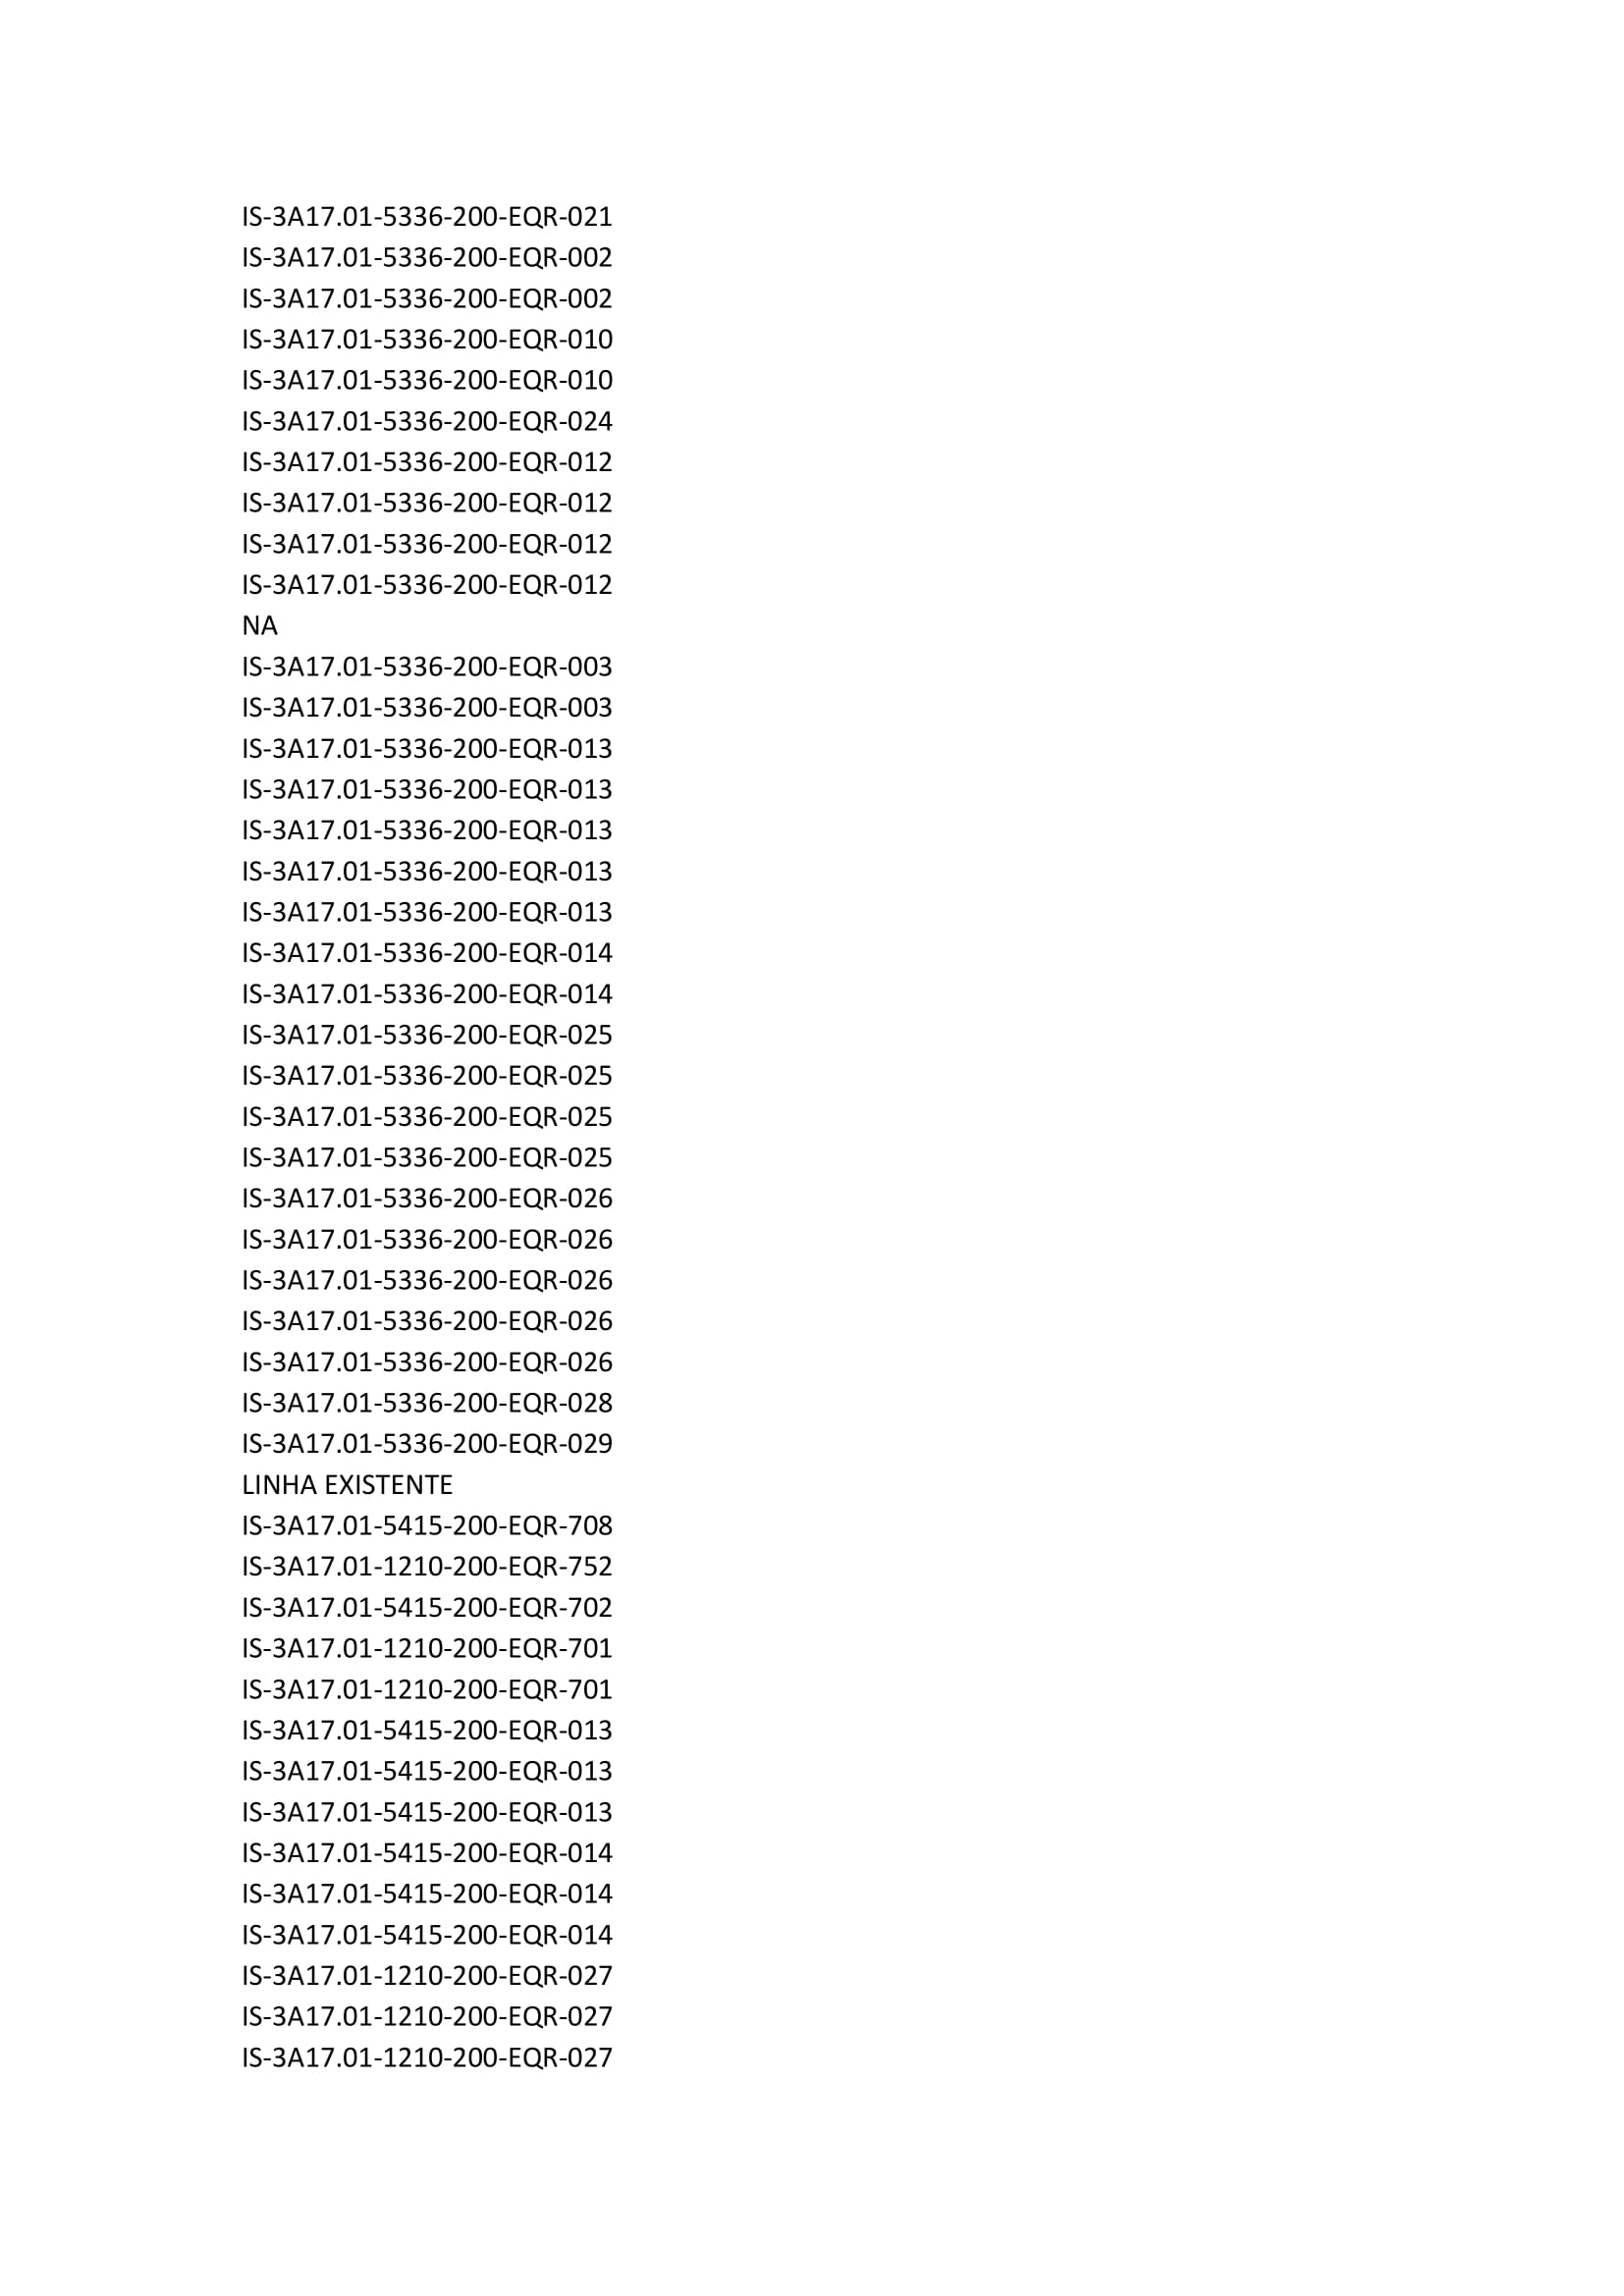 IS-3A17.01-5336-200-EQR-021
IS-3A17.01-5336-200-EQR-002
IS-3A17.01-5336-200-EQR-002
IS-3A17.01-5336-200-EQR-010
IS-3A17.01-5336-200-EQR-010
IS-3A17.01-5336-200-EQR-024
IS-3A17.01-5336-200-EQR-012
IS-3A17.01-5336-200-EQR-012
IS-3A17.01-5336-200-EQR-012
IS-3A17.01-5336-200-EQR-012
NA
IS-3A17.01-5336-200-EQR-003
IS-3A17.01-5336-200-EQR-003
IS-3A17.01-5336-200-EQR-013
IS-3A17.01-5336-200-EQR-013
IS-3A17.01-5336-200-EQR-013
IS-3A17.01-5336-200-EQR-013
IS-3A17.01-5336-200-EQR-013
IS-3A17.01-5336-200-EQR-014
IS-3A17.01-5336-200-EQR-014
IS-3A17.01-5336-200-EQR-025
IS-3A17.01-5336-200-EQR-025
IS-3A17.01-5336-200-EQR-025
IS-3A17.01-5336-200-EQR-025
IS-3A17.01-5336-200-EQR-026
IS-3A17.01-5336-200-EQR-026
IS-3A17.01-5336-200-EQR-026
IS-3A17.01-5336-200-EQR-026
IS-3A17.01-5336-200-EQR-026
IS-3A17.01-5336-200-EQR-028
IS-3A17.01-5336-200-EQR-029
LINHA EXISTENTE
IS-3A17.01-5415-200-EQR-708
IS-3A17.01-1210-200-EQR-752
IS-3A17.01-5415-200-EQR-702
IS-3A17.01-1210-200-EQR-701
IS-3A17.01-1210-200-EQR-701
IS-3A17.01-5415-200-EQR-013
IS-3A17.01-5415-200-EQR-013
IS-3A17.01-5415-200-EQR-013
IS-3A17.01-5415-200-EQR-014
IS-3A17.01-5415-200-EQR-014
IS-3A17.01-5415-200-EQR-014
IS-3A17.01-1210-200-EQR-027
IS-3A17.01-1210-200-EQR-027
IS-3A17.01-1210-200-EQR-027